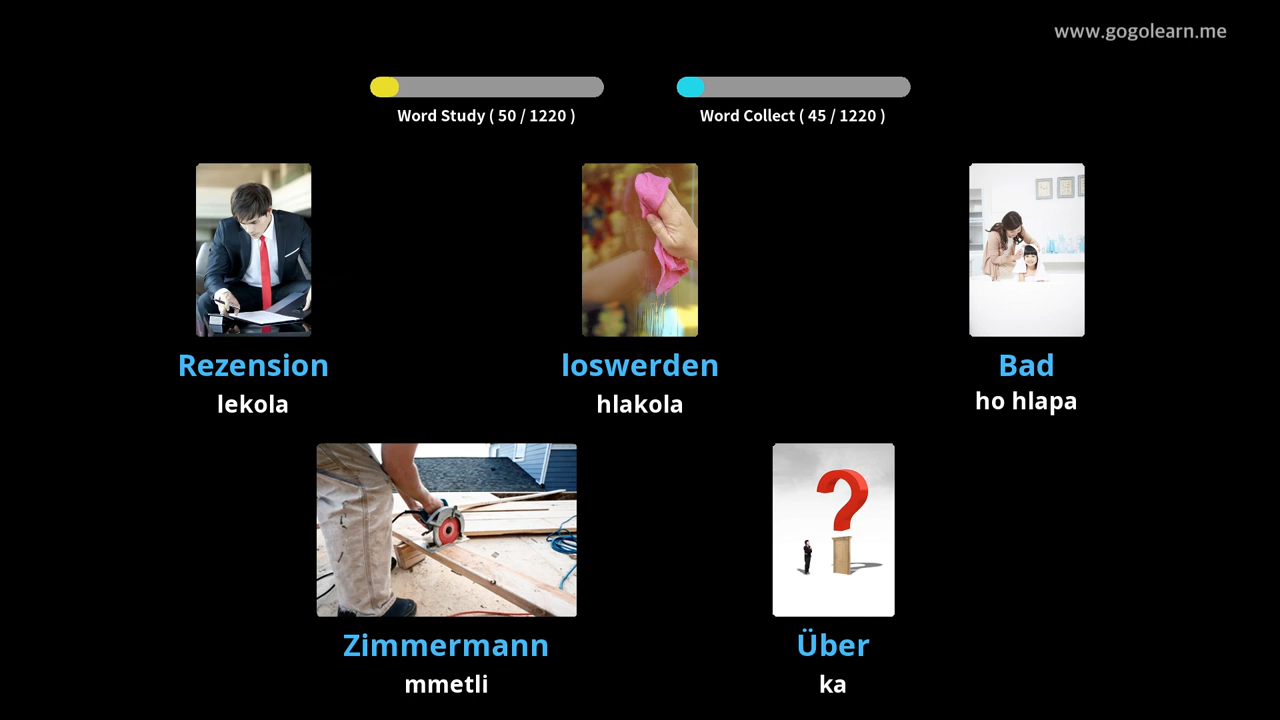 www.gogolearn.me
Word Study ( 50 / 1220 )
Word Collect ( 45 / 1220 )
Rezension
lekola
loswerden
hlakola
Bad
ho hlapa
Zimmermann
mmetli
Über
ka